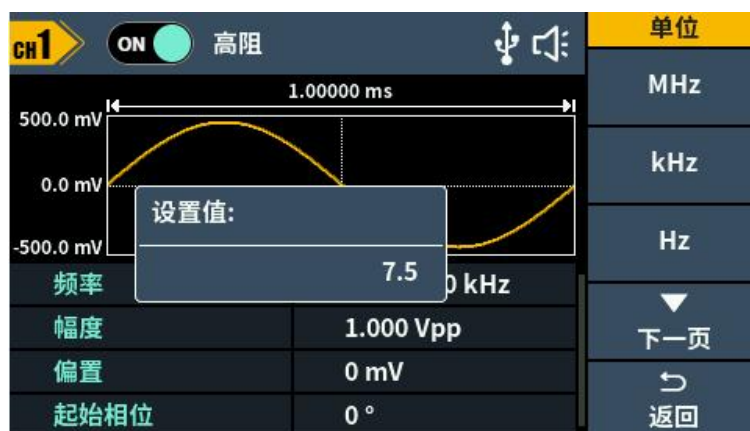 CH1 ON 高阻
单位
1.00000 ms
500.0 mV
0.0 mV
-500.0 mV
设置值:
7.5
频率 0 kHz
幅度 1.000 Vpp
偏置 0 mV
起始相位 0 °
MHz
kHz
Hz
下一页
返回